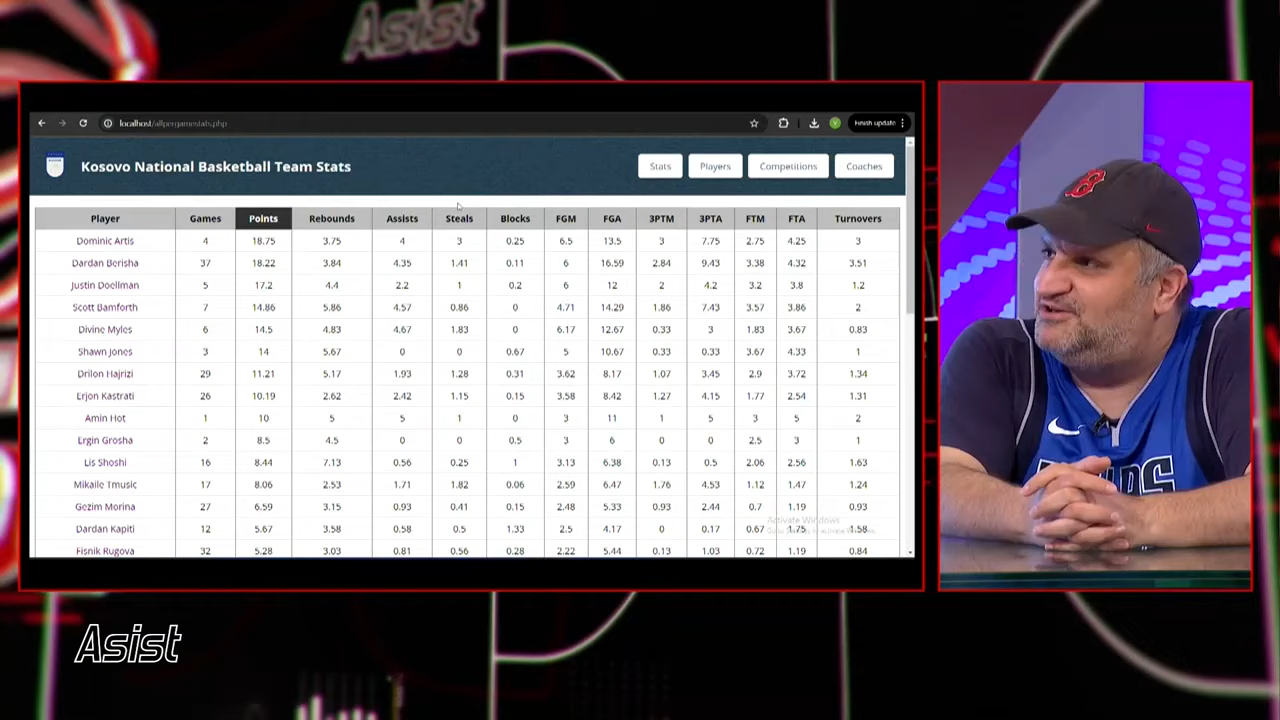 Asist
localhost/allpergamestats.php
Finish update
Kosovo National Basketball Team Stats
Stats Players Competitions Coaches
Player Games Points Rebounds Assists Steals Blocks FGM FGA 3PTM 3PTA FTM FTA Turnovers
Dominic Artis 4 18.75 3.75 4 3 0.25 6.5 13.5 3 7.75 2.75 4.25 3
Dardan Berisha 37 18.22 3.84 4.35 1.41 0.11 6 16.59 2.84 9.43 3.38 4.32 3.51
Justin Doellman 5 17.2 4.4 2.2 1 0.2 6 12 2 4.2 3.2 3.8 1.2
Scott Bamforth 7 14.86 5.86 4.57 0.86 0 4.71 14.29 1.86 7.43 3.57 3.86 2
Divine Myles 6 14.5 4.83 4.67 1.83 0 6.17 12.67 0.33 3 1.83 3.67 0.83
Shawn Jones 3 14 5.67 0 0 0.67 5 10.67 0.33 0.33 3.67 4.33 1
Drilon Hajrizi 29 11.21 5.17 1.93 1.28 0.31 3.62 8.17 1.07 3.45 2.9 3.72 1.34
Erjon Kastrati 26 10.19 2.62 2.42 1.15 0.15 3.58 8.42 1.27 4.15 1.77 2.54 1.31
Amin Hot 1 10 5 5 1 0 3 11 1 5 3 5 2
Ergin Grosha 2 8.5 4.5 0 0 0.5 3 6 0 0 2.5 3 1
Lis Shoshi 16 8.44 7.13 0.56 0.25 1 3.13 6.38 0.13 0.5 2.06 2.56 1.63
Mikaile Tmusic 17 8.06 2.53 1.71 1.82 0.06 2.59 6.47 1.76 4.53 1.12 1.47 1.24
Gezim Morina 27 6.59 3.15 0.93 0.41 0.15 2.48 5.33 0.93 2.44 0.7 1.19 0.93
Dardan Kapiti 12 5.67 3.58 0.58 0.5 1.33 2.5 4.17 0 0.17 0.67 1.75 1.58
Fisnik Rugova 32 5.28 3.03 0.81 0.56 0.28 2.22 5.44 0.13 1.03 0.72 1.19 0.84
Activate Windows
B
Asist